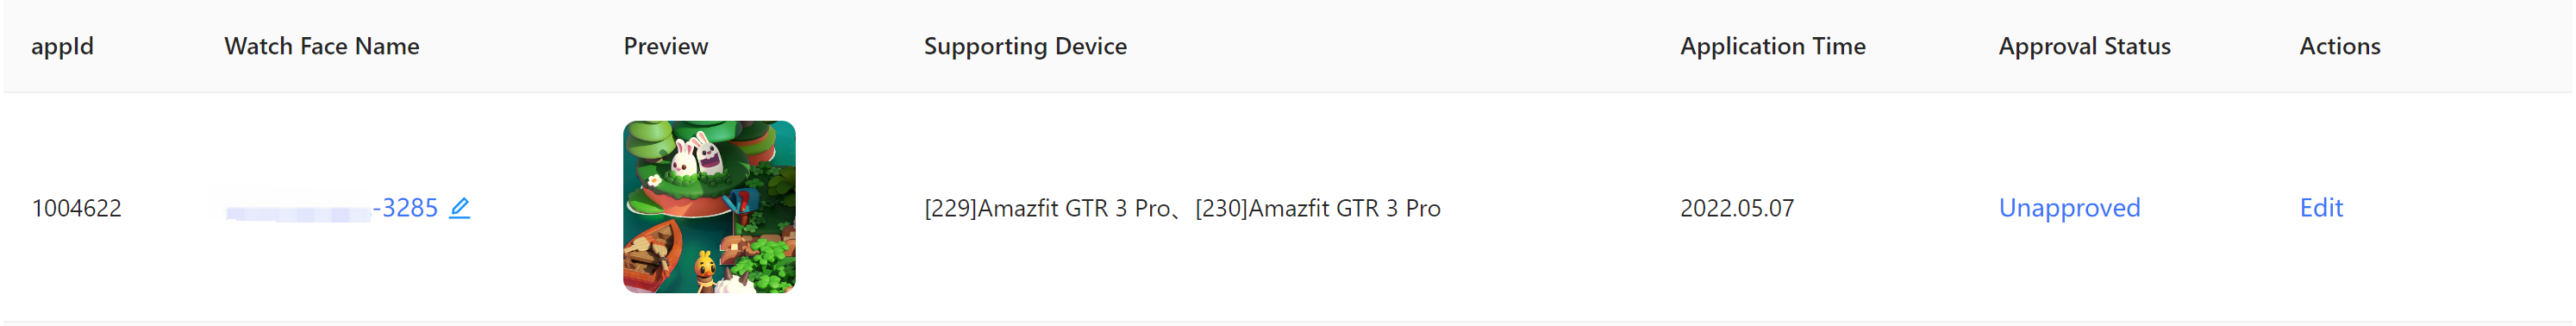 appId Watch Face Name Preview Supporting Device Application Time Approval Status Actions
1004622 -3285 [229]Amazfit GTR 3 Pro、[230]Amazfit GTR 3 Pro 2022.05.07 Unapproved Edit